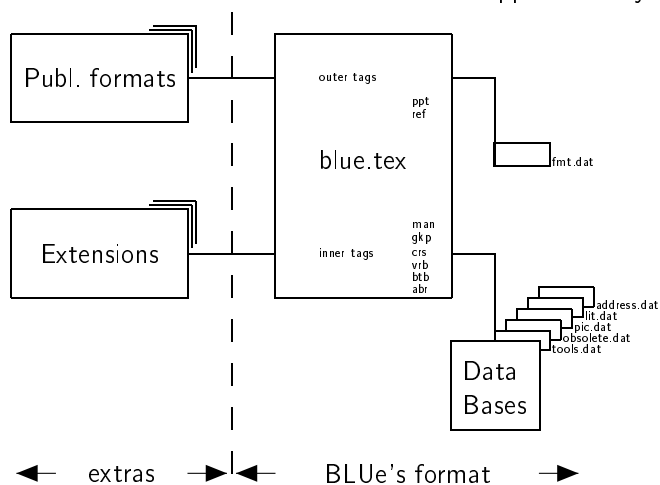 Publ. formats
outer tags
ppt
ref
blue.tex
fmt.dat
Extensions
inner tags
man
gkp
crs
vrb
btb
abr
address.dat
lit.dat
pic.dat
obsolete.dat
tools.dat
Data
Bases
extras
BLUe's format